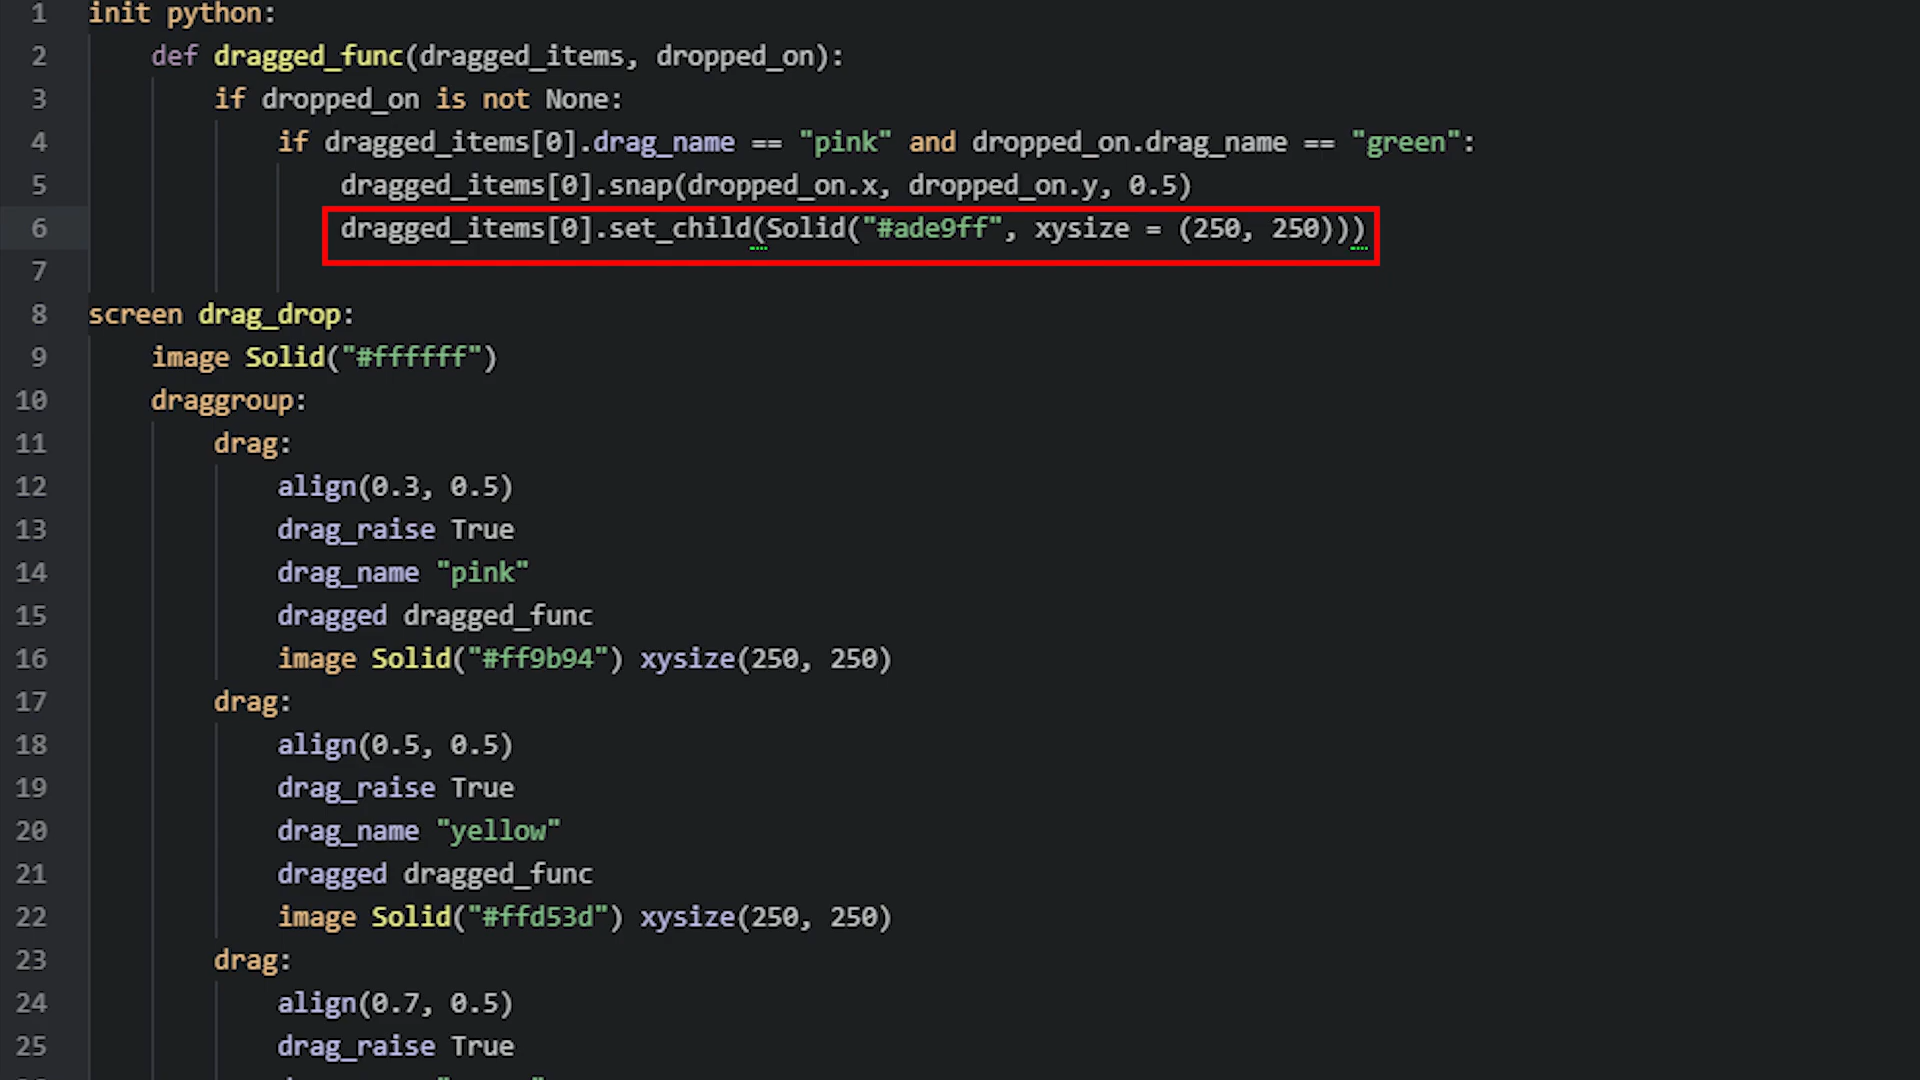 1 init python:
2 def dragged_func(dragged_items, dropped_on):
3 if dropped_on is not None:
4 if dragged_items[0].drag_name == "pink" and dropped_on.drag_name == "green":
5 dragged_items[0].snap(dropped_on.x, dropped_on.y, 0.5)
6 dragged_items[0].set_child(Solid("#ade9ff", xysize = (250, 250)))
7
8 screen drag_drop:
9 image Solid("#ffffff")
10 draggroup:
11 drag:
12 align(0.3, 0.5)
13 drag_raise True
14 drag_name "pink"
15 dragged dragged_func
16 image Solid("#ff9b94") xysize(250, 250)
17 drag:
18 align(0.5, 0.5)
19 drag_raise True
20 drag_name "yellow"
21 dragged dragged_func
22 image Solid("#ffd53d") xysize(250, 250)
23 drag:
24 align(0.7, 0.5)
25 drag_raise True